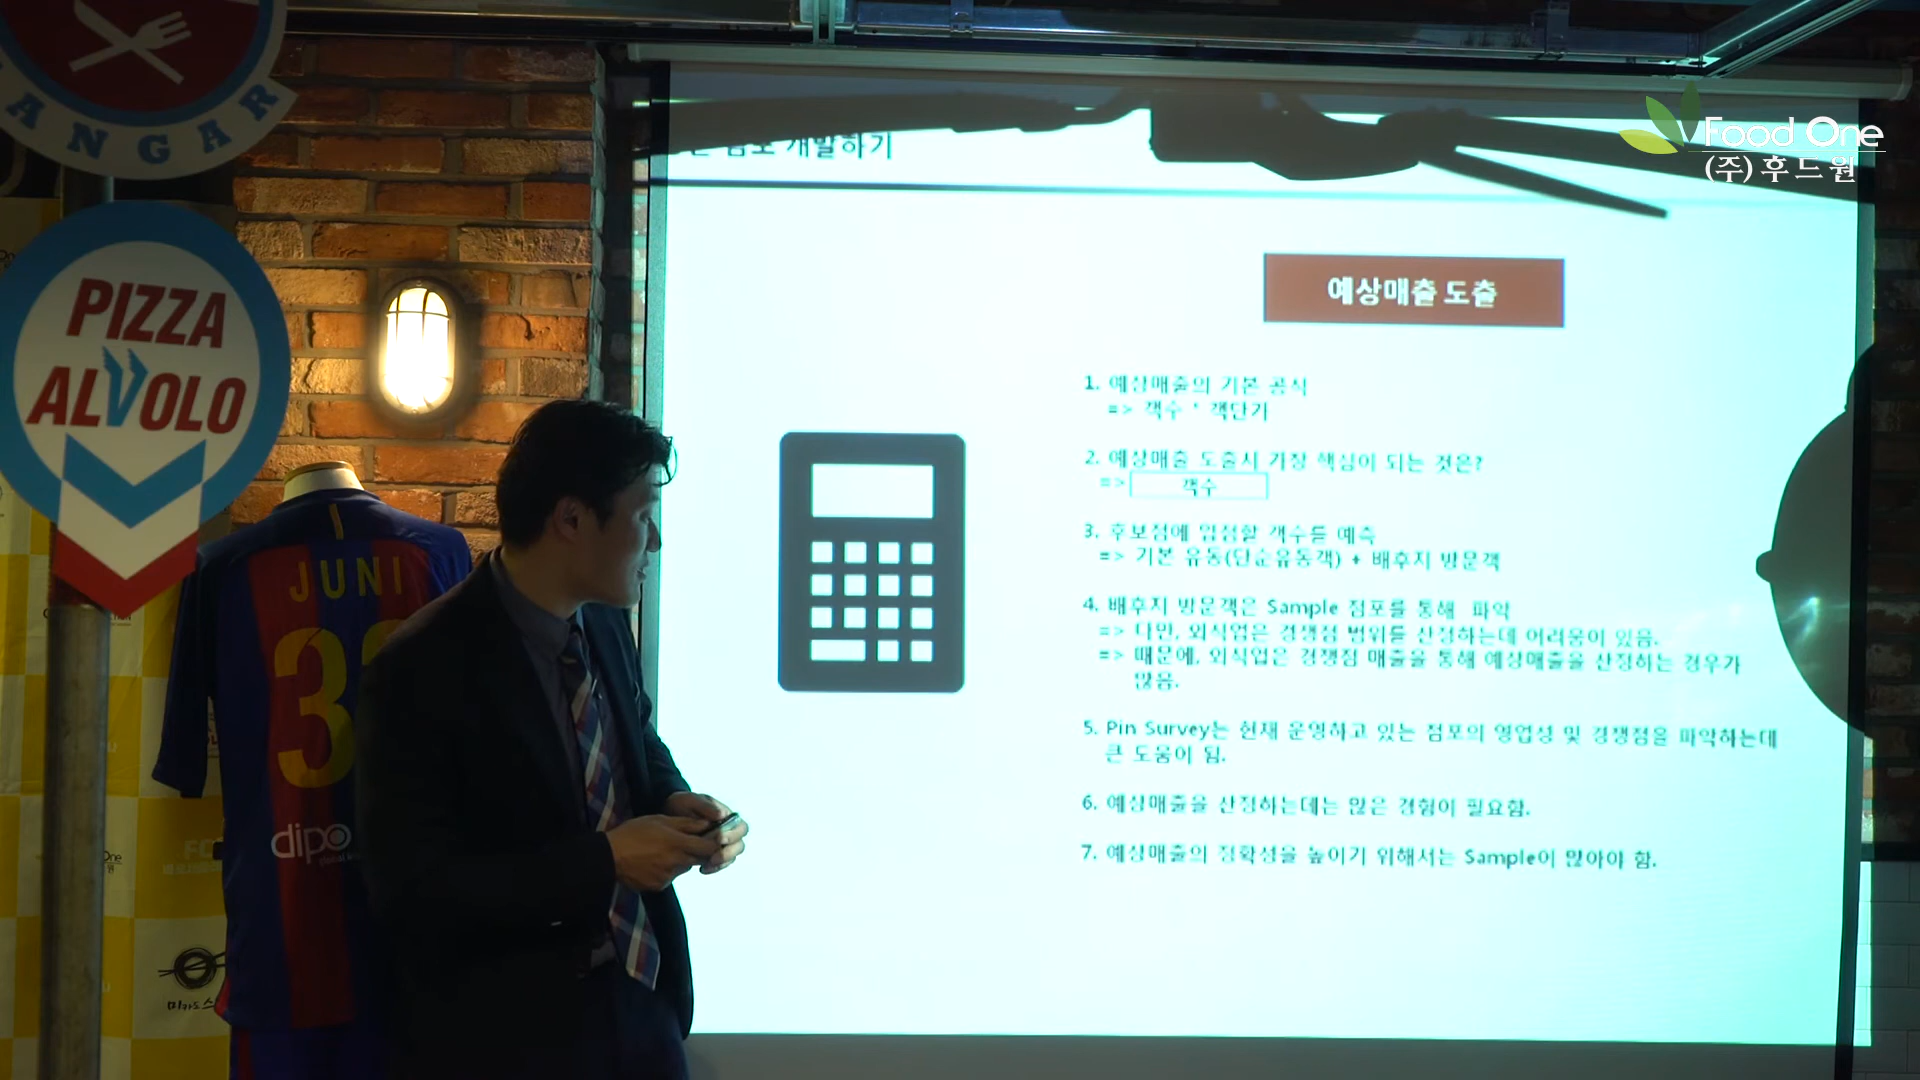 ANGAR
PIZZA
ALVOLO
JUNI
dipo
Food One
(주)후드원
점포 개발하기
예상매출 도출
1. 예상매출의 기본 공식
=> 객수 * 객단가
2. 예상매출 도출시 가장 핵심이 되는 것은?
=> 객수
3. 후보점에 입점할 객수를 예측
=> 기본 유동(단순유동객) + 배후지 방문객
4. 배후지 방문객은 Sample 점포를 통해 파악
=> 다만, 외식업은 경쟁점 범위를 산정하는데 어려움이 있음.
=> 때문에, 외식업은 경쟁점 매출을 통해 예상매출을 산정하는 경우가
많음.
5. Pin Survey는 현재 운영하고 있는 점포의 영업성 및 경쟁점을 파악하는데
큰 도움이 됨.
6. 예상매출을 산정하는데는 많은 경험이 필요함.
7. 예상매출의 정확성을 높이기 위해서는 Sample이 많아야 함.